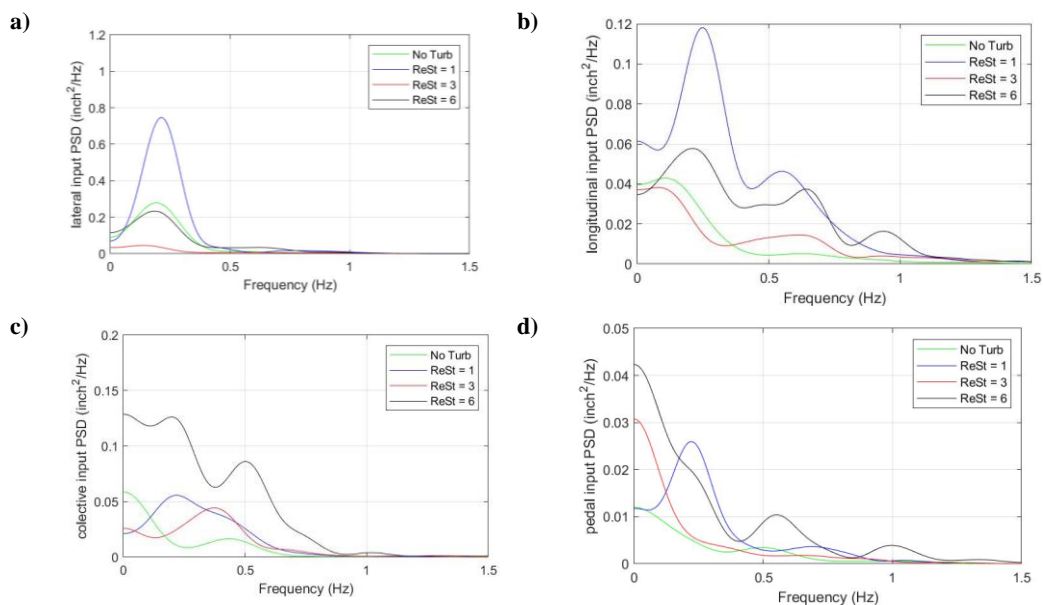 a)
1.2
1
0.8
0.6
0.4
0.2
0
0
0.5
1
1.5
lateral input PSD (inch²/Hz)
Frequency (Hz)
No Turb
ReSt = 1
ReSt = 3
ReSt = 6
b)
0.12
0.1
0.08
0.06
0.04
0.02
0
0
0.5
1
1.5
longitudinal input PSD (inch²/Hz)
Frequency (Hz)
No Turb
ReSt = 1
ReSt = 3
ReSt = 6
c)
0.2
0.15
0.1
0.05
0
0
0.5
1
1.5
colective input PSD (inch²/Hz)
Frequency (Hz)
No Turb
ReSt = 1
ReSt = 3
ReSt = 6
d)
0.05
0.04
0.03
0.02
0.01
0
0
0.5
1
1.5
pedal input PSD (inch²/Hz)
Frequency (Hz)
No Turb
ReSt = 1
ReSt = 3
ReSt = 6